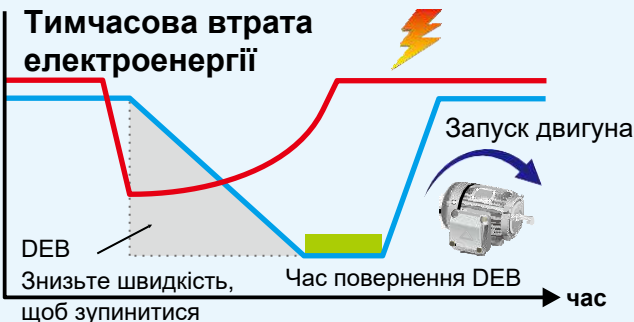 Тимчасова втрата
електроенергії
Запуск двигуна
DEB
Знизьте швидкість,
щоб зупинитися
Час повернення DEB
час